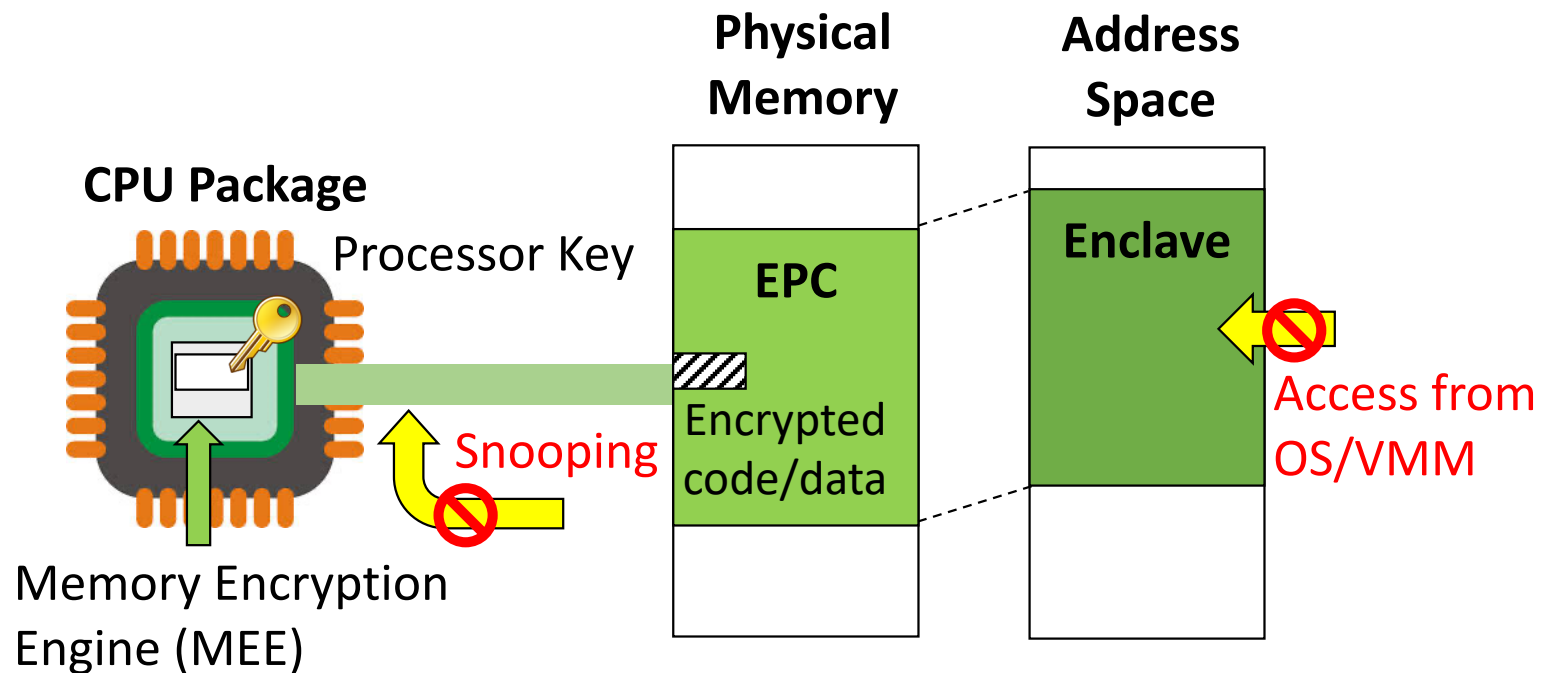 Physical
Memory
Address
Space
CPU Package
Processor Key
EPC
Enclave
Encrypted
code/data
Snooping
Access from
OS/VMM
Memory Encryption
Engine (MEE)